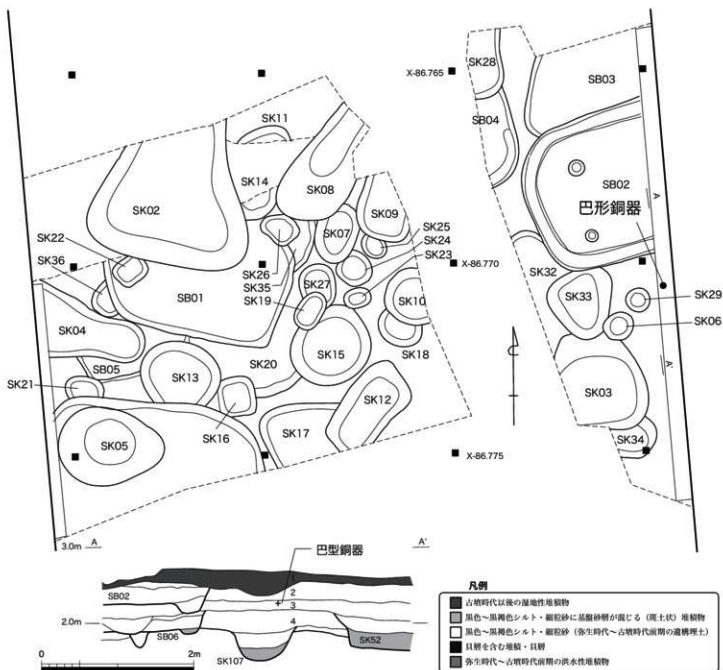 SK28
SB03
X-86.765
SK11
SB04
SK14
SK08
SB02
A
SK02
SK09
巴形銅器
SK07
SK25
SK24
SK23
SK22
SK36
SK26
SK35
X-86.770
SK32
SB01
SK27
SK19
SK10
SK33
SK29
SK06
SK04
SK15
SK18
A'
SB05
SK20
SK21
SK13
SK03
SK12
SK16
SK17
SK05
SK34
X-86.775
3.0m A
A'
巴型銅器
凡例
1
2
SB02
3
古墳時代以後の湿地性堆積物
黒色~黒褐色シルト・細粒砂に基盤砂層が混じる(斑土状)堆積物
2.0m
4
黒色~黒褐色シルト・細粒砂(弥生時代~古墳時代前期の遺構埋土)
SB06
SK52
貝層を含む堆積・貝層
SK107
弥生時代~古墳時代前期の洪水性堆積物
0 2m